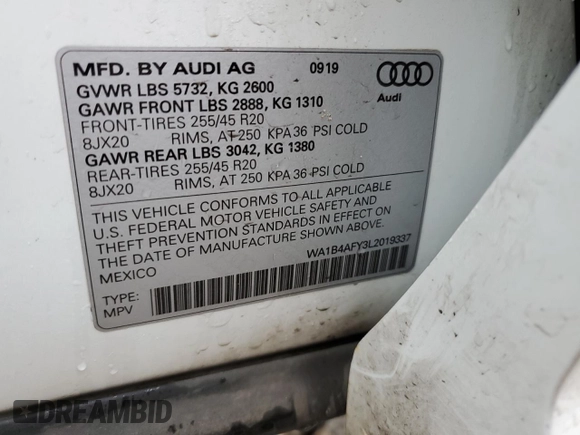 MFD. BY AUDI AG 0919
GVWR LBS 5732, KG 2600
GAWR FRONT LBS 2888, KG 1310
FRONT-TIRES 255/45 R20
8JX20 RIMS, AT 250 KPA 36 PSI COLD
GAWR REAR LBS 3042, KG 1380
REAR-TIRES 255/45 R20
8JX20 RIMS, AT 250 KPA 36 PSI COLD
Audi
THIS VEHICLE CONFORMS TO ALL APPLICABLE
U.S. FEDERAL MOTOR VEHICLE SAFETY AND
THEFT PREVENTION STANDARDS IN EFFECT ON
THE DATE OF MANUFACTURE SHOWN ABOVE
MEXICO
WA1B4AFY3L2019337
TYPE:
MPV
DREAMBID